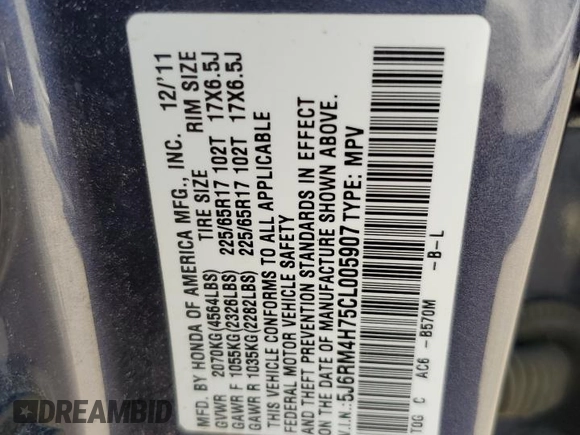 MFD. BY HONDA OF AMERICA MFG., INC. 12/'11
TIRE SIZE RIM SIZE
GVWR 2070KG(4564LBS)
GAWR F 1055KG(2326LBS) 225/65R17 102T 17X6.5J
GAWR R 1035KG(2282LBS) 225/65R17 102T 17X6.5J
THIS VEHICLE CONFORMS TO ALL APPLICABLE
FEDERAL MOTOR VEHICLE SAFETY
AND THEFT PREVENTION STANDARDS IN EFFECT
ON THE DATE OF MANUFACTURE SHOWN ABOVE.
V.I.N.:5J6RM4H75CL005907 TYPE: MPV
TOG C AC6 -B570M -B-L
DREAMBID.COM